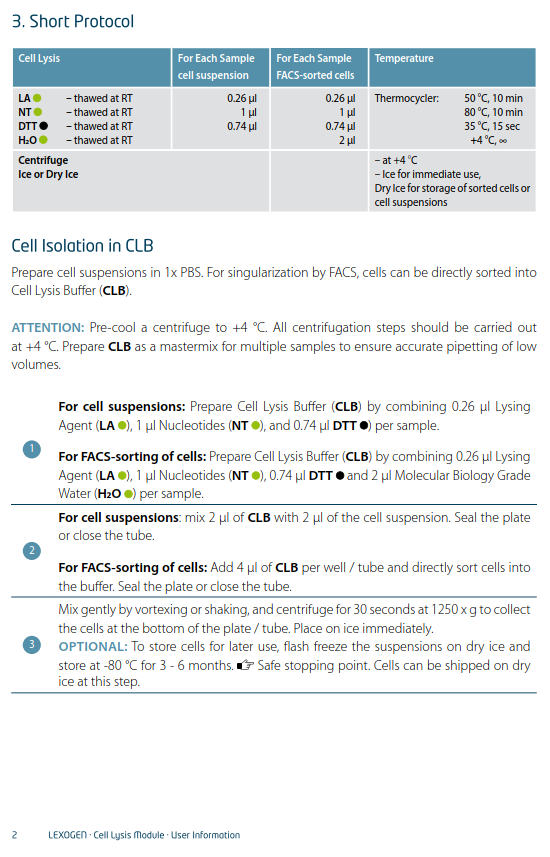 3. Short Protocol
Cell Lysis For Each Sample cell suspension For Each Sample FACS-sorted cells Temperature
LA – thawed at RT 0.26 µl 0.26 µl Thermocycler: 50 °C, 10 min
NT – thawed at RT 1 µl 1 µl 80 °C, 10 min
DTT – thawed at RT 0.74 µl 0.74 µl 35 °C, 15 sec
H2O – thawed at RT 2 µl +4 °C, ∞
Centrifuge – at +4 °C
Ice or Dry Ice – Ice for immediate use,
Dry Ice for storage of sorted cells or
cell suspensions
Cell Isolation in CLB
Prepare cell suspensions in 1x PBS. For singularization by FACS, cells can be directly sorted into
Cell Lysis Buffer (CLB).
ATTENTION: Pre-cool a centrifuge to +4 °C. All centrifugation steps should be carried out
at +4 °C. Prepare CLB as a mastermix for multiple samples to ensure accurate pipetting of low
volumes.
1
For cell suspensions: Prepare Cell Lysis Buffer (CLB) by combining 0.26 µl Lysing
Agent (LA ), 1 µl Nucleotides (NT ), and 0.74 µl DTT ) per sample.
For FACS-sorting of cells: Prepare Cell Lysis Buffer (CLB) by combining 0.26 µl Lysing
Agent (LA ), 1 µl Nucleotides (NT ), 0.74 µl DTT and 2 µl Molecular Biology Grade
Water (H2O ) per sample.
2
For cell suspensions: mix 2 µl of CLB with 2 µl of the cell suspension. Seal the plate
or close the tube.
For FACS-sorting of cells: Add 4 µl of CLB per well / tube and directly sort cells into
the buffer. Seal the plate or close the tube.
3
Mix gently by vortexing or shaking, and centrifuge for 30 seconds at 1250 x g to collect
the cells at the bottom of the plate / tube. Place on ice immediately.
OPTIONAL: To store cells for later use, flash freeze the suspensions on dry ice and
store at -80 °C for 3 - 6 months. ☞ Safe stopping point. Cells can be shipped on dry
ice at this step.
2 LEXOGEN · Cell Lysis Module · User Information